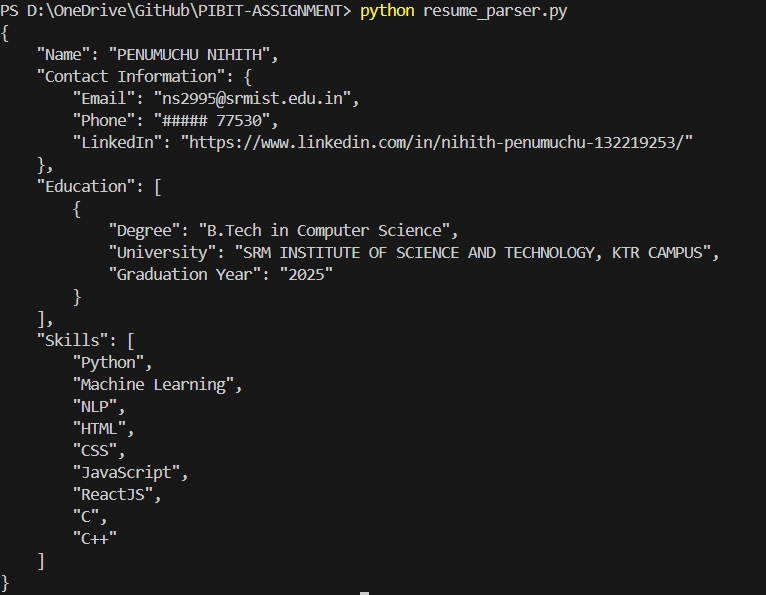 PS D:\OneDrive\GitHub\PIBIT-ASSIGNMENT> python resume_parser.py
{
    "Name": "PENUMUCHU NIHITH",
    "Contact Information": {
        "Email": "ns2995@srmist.edu.in",
        "Phone": "##### 77530",
        "LinkedIn": "https://www.linkedin.com/in/nihith-penumuchu-132219253/"
    },
    "Education": [
        {
            "Degree": "B.Tech in Computer Science",
            "University": "SRM INSTITUTE OF SCIENCE AND TECHNOLOGY, KTR CAMPUS",
            "Graduation Year": "2025"
        }
    ],
    "Skills": [
        "Python",
        "Machine Learning",
        "NLP",
        "HTML",
        "CSS",
        "JavaScript",
        "ReactJS",
        "C",
        "C++"
    ]
}